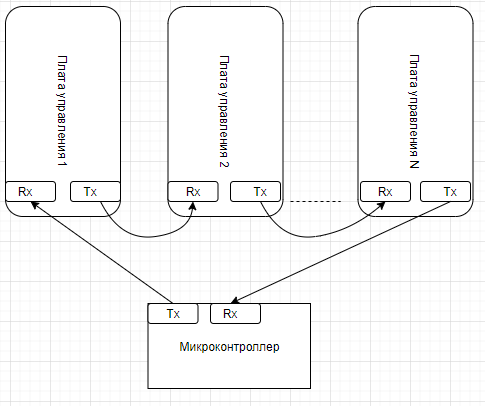 Плата управления 1
Плата управления 2
Плата управления N
Rx
Tx
Rx
Tx
Rx
Tx
Tx
Rx
Микроконтроллер